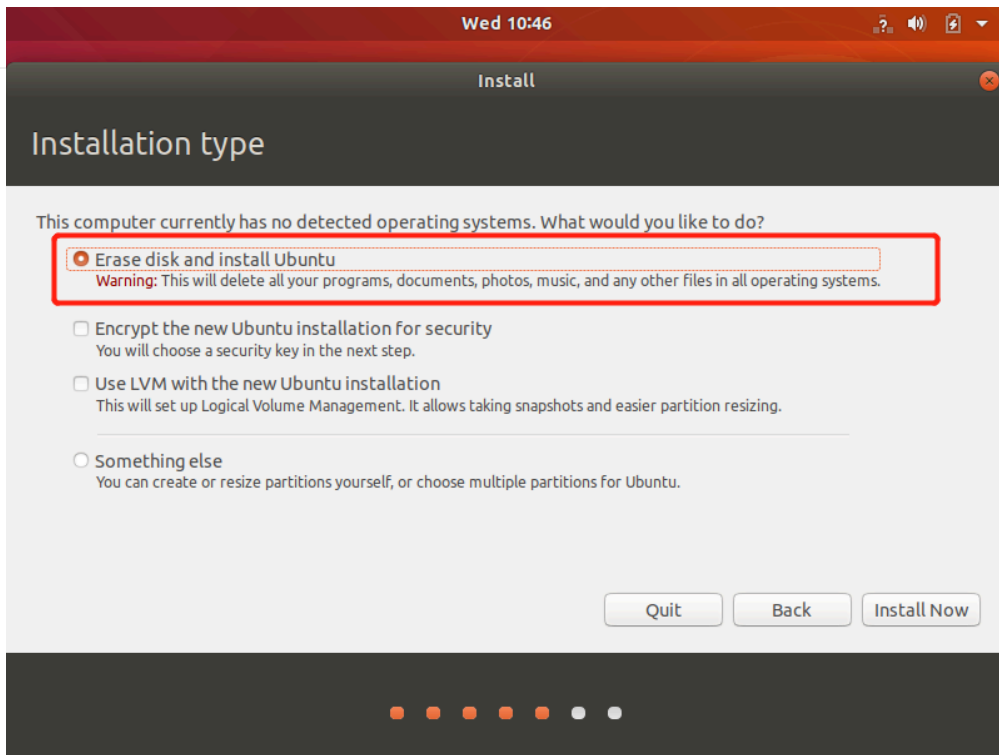 Wed 10:46
?
Install
Installation type
This computer currently has no detected operating systems. What would you like to do?
Erase disk and install Ubuntu
Warning: This will delete all your programs, documents, photos, music, and any other files in all operating systems.
Encrypt the new Ubuntu installation for security
You will choose a security key in the next step.
Use LVM with the new Ubuntu installation
This will set up Logical Volume Management. It allows taking snapshots and easier partition resizing.
Something else
You can create or resize partitions yourself, or choose multiple partitions for Ubuntu.
Quit Back Install Now